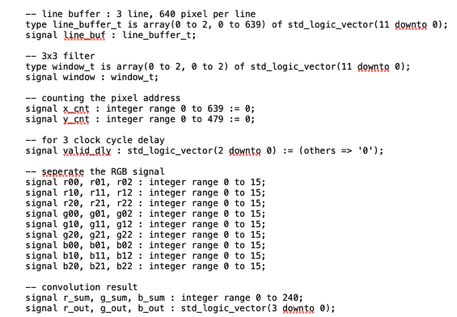 -- line buffer : 3 line, 640 pixel per line
type line_buffer_t is array(0 to 2, 0 to 639) of std_logic_vector(11 downto 0);
signal line_buf : line_buffer_t;
-- 3x3 filter
type window_t is array(0 to 2, 0 to 2) of std_logic_vector(11 downto 0);
signal window : window_t;
-- counting the pixel address
signal x_cnt : integer range 0 to 639 := 0;
signal y_cnt : integer range 0 to 479 := 0;
-- for 3 clock cycle delay
signal valid_dly : std_logic_vector(2 downto 0) := (others => '0');
-- seperate the RGB signal
signal r00, r01, r02 : integer range 0 to 15;
signal r10, r11, r12 : integer range 0 to 15;
signal r20, r21, r22 : integer range 0 to 15;
signal g00, g01, g02 : integer range 0 to 15;
signal g10, g11, g12 : integer range 0 to 15;
signal g20, g21, g22 : integer range 0 to 15;
signal b00, b01, b02 : integer range 0 to 15;
signal b10, b11, b12 : integer range 0 to 15;
signal b20, b21, b22 : integer range 0 to 15;
-- convolution result
signal r_sum, g_sum, b_sum : integer range 0 to 240;
signal r_out, g_out, b_out : std_logic_vector(3 downto 0);